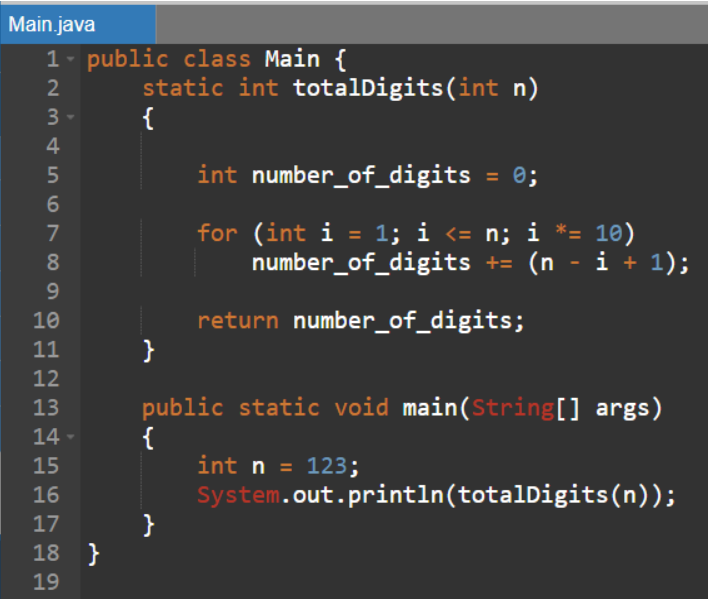 Main.java
1 public class Main {
2 static int totalDigits(int n)
3 {
4
5 int number_of_digits = 0;
6
7 for (int i = 1; i <= n; i *= 10)
8 number_of_digits += (n - i + 1);
9
10 return number_of_digits;
11 }
12
13 public static void main(String[] args)
14 {
15 int n = 123;
16 System.out.println(totalDigits(n));
17 }
18 }
19